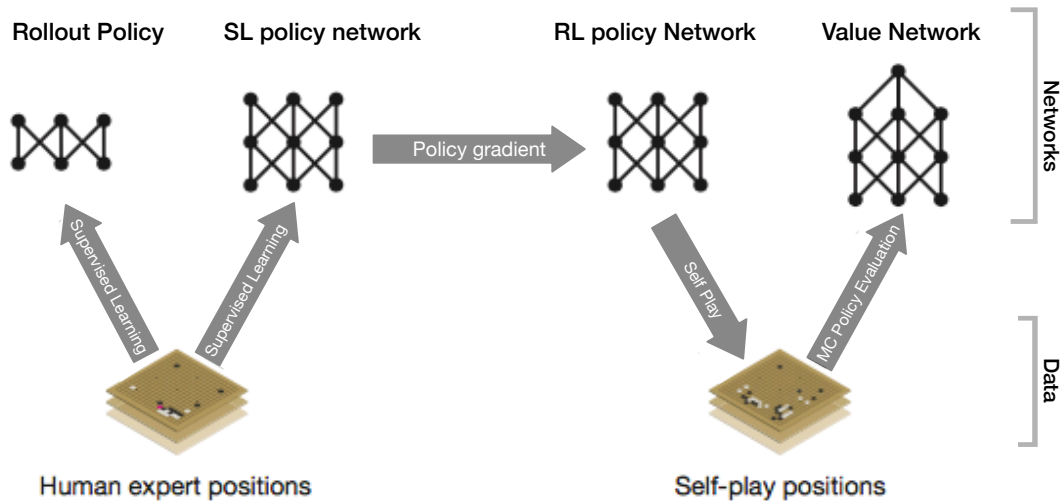 Rollout Policy
SL policy network
RL policy Network
Value Network
Networks
Policy gradient
Supervised Learning
Supervised Learning
Self Play
MC Policy Evaluation
Data
Human expert positions
Self-play positions